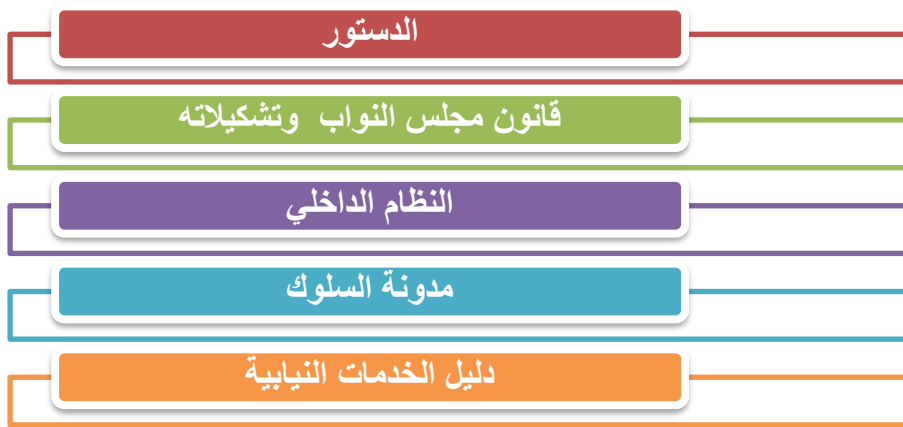 الدستور
قانون مجلس النواب وتشكيلاته
النظام الداخلي
مدونة السلوك
دليل الخدمات النيابية